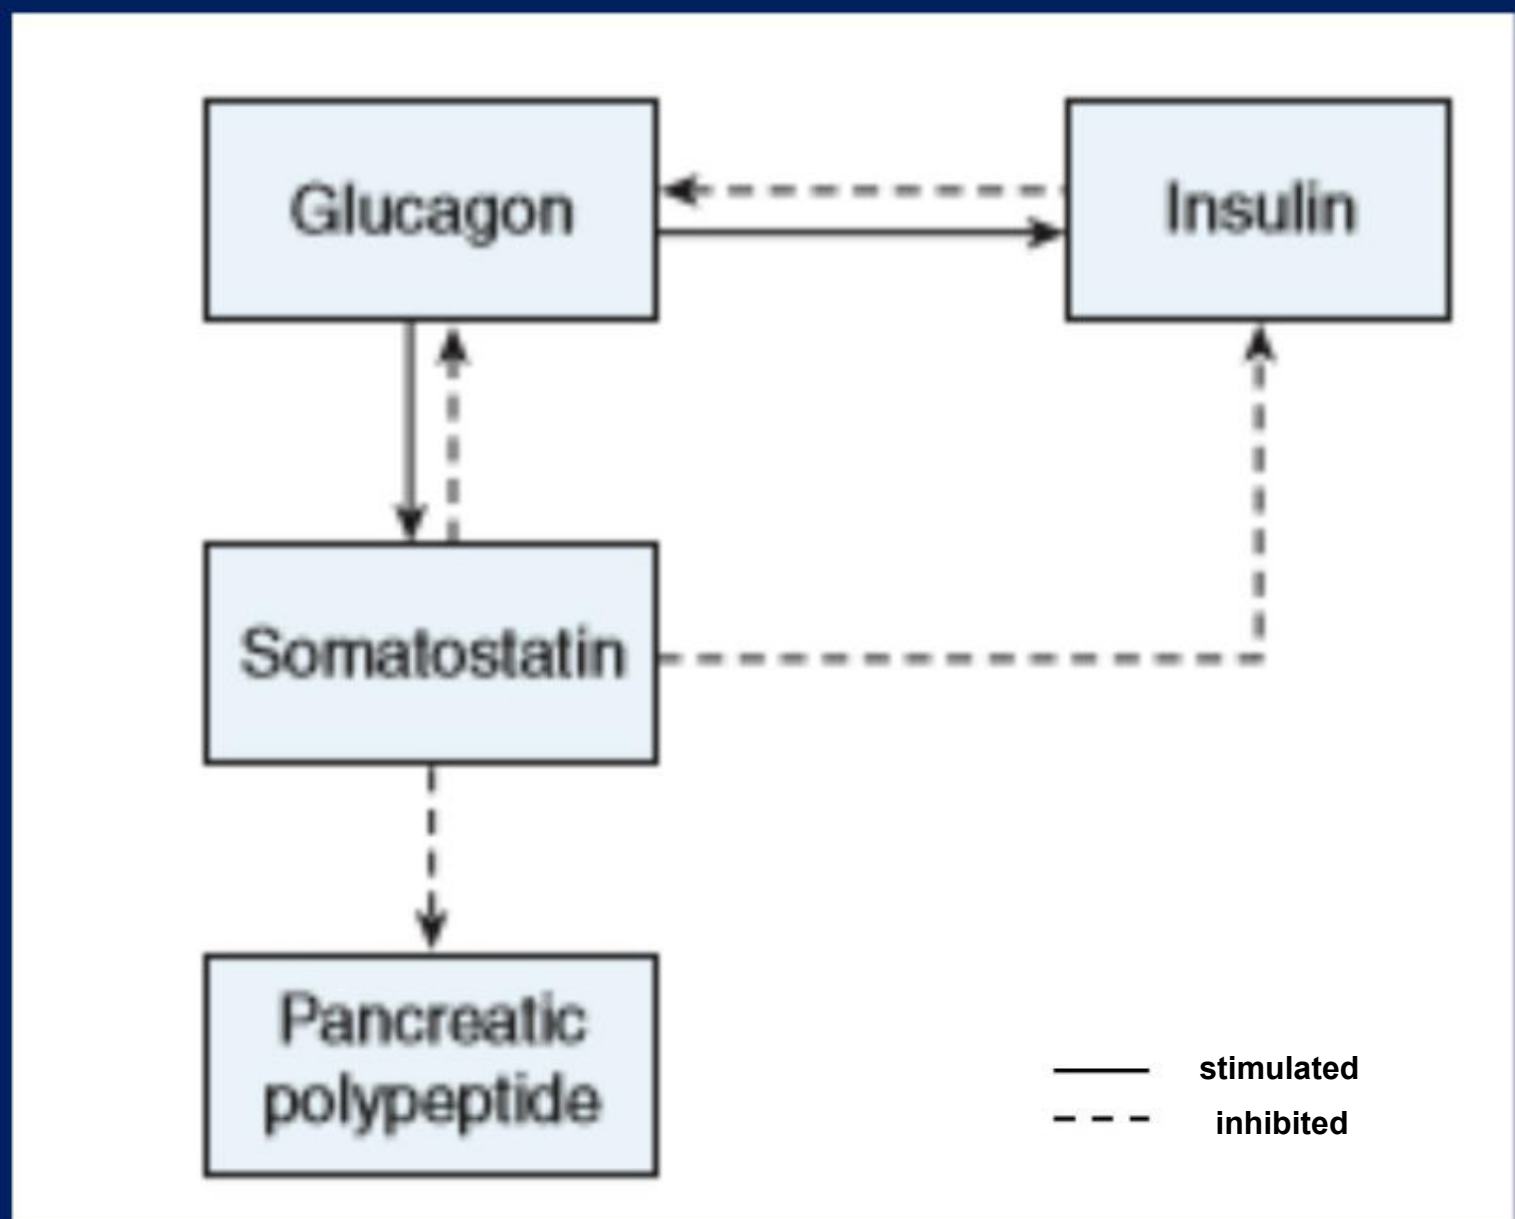 Glucagon
Insulin
Somatostatin
Pancreatic
polypeptide
stimulated
inhibited